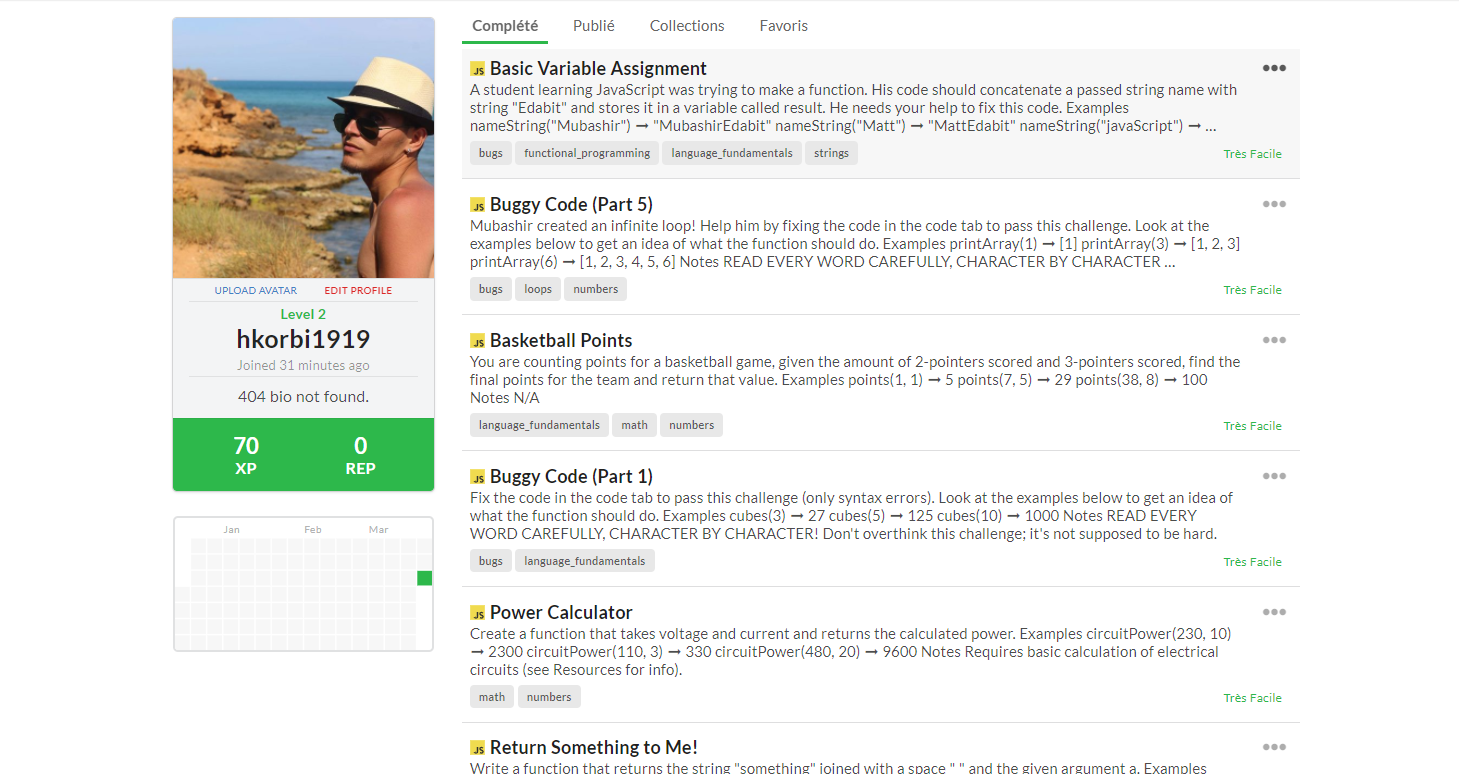 Complété Publié Collections Favoris
UPLOAD AVATAR EDIT PROFILE
Level 2
hkorbi1919
Joined 31 minutes ago
404 bio not found.
70 0
XP REP
Jan Feb Mar
JS Basic Variable Assignment
A student learning JavaScript was trying to make a function. His code should concatenate a passed string name with
string "Edabit" and stores it in a variable called result. He needs your help to fix this code. Examples
nameString("Mubashir") ➞ "MubashirEdabit" nameString("Matt") ➞ "MattEdabit" nameString("javaScript") ➞ ...
bugs functional_programming language_fundamentals strings
Très Facile
JS Buggy Code (Part 5)
Mubashir created an infinite loop! Help him by fixing the code in the code tab to pass this challenge. Look at the
examples below to get an idea of what the function should do. Examples printArray(1) ➞ [1] printArray(3) ➞ [1, 2, 3]
printArray(6) ➞ [1, 2, 3, 4, 5, 6] Notes READ EVERY WORD CAREFULLY, CHARACTER BY CHARACTER ...
bugs loops numbers
Très Facile
JS Basketball Points
You are counting points for a basketball game, given the amount of 2-pointers scored and 3-pointers scored, find the
final points for the team and return that value. Examples points(1, 1) ➞ 5 points(7, 5) ➞ 29 points(38, 8) ➞ 100
Notes N/A
language_fundamentals math numbers
Très Facile
JS Buggy Code (Part 1)
Fix the code in the code tab to pass this challenge (only syntax errors). Look at the examples below to get an idea of
what the function should do. Examples cubes(3) ➞ 27 cubes(5) ➞ 125 cubes(10) ➞ 1000 Notes READ EVERY
WORD CAREFULLY, CHARACTER BY CHARACTER! Don't overthink this challenge; it's not supposed to be hard.
bugs language_fundamentals
Très Facile
JS Power Calculator
Create a function that takes voltage and current and returns the calculated power. Examples circuitPower(230, 10)
➞ 2300 circuitPower(110, 3) ➞ 330 circuitPower(480, 20) ➞ 9600 Notes Requires basic calculation of electrical
circuits (see Resources for info).
math numbers
Très Facile
JS Return Something to Me!
Write a function that returns the string "something" joined with a space " " and the given argument a. Examples